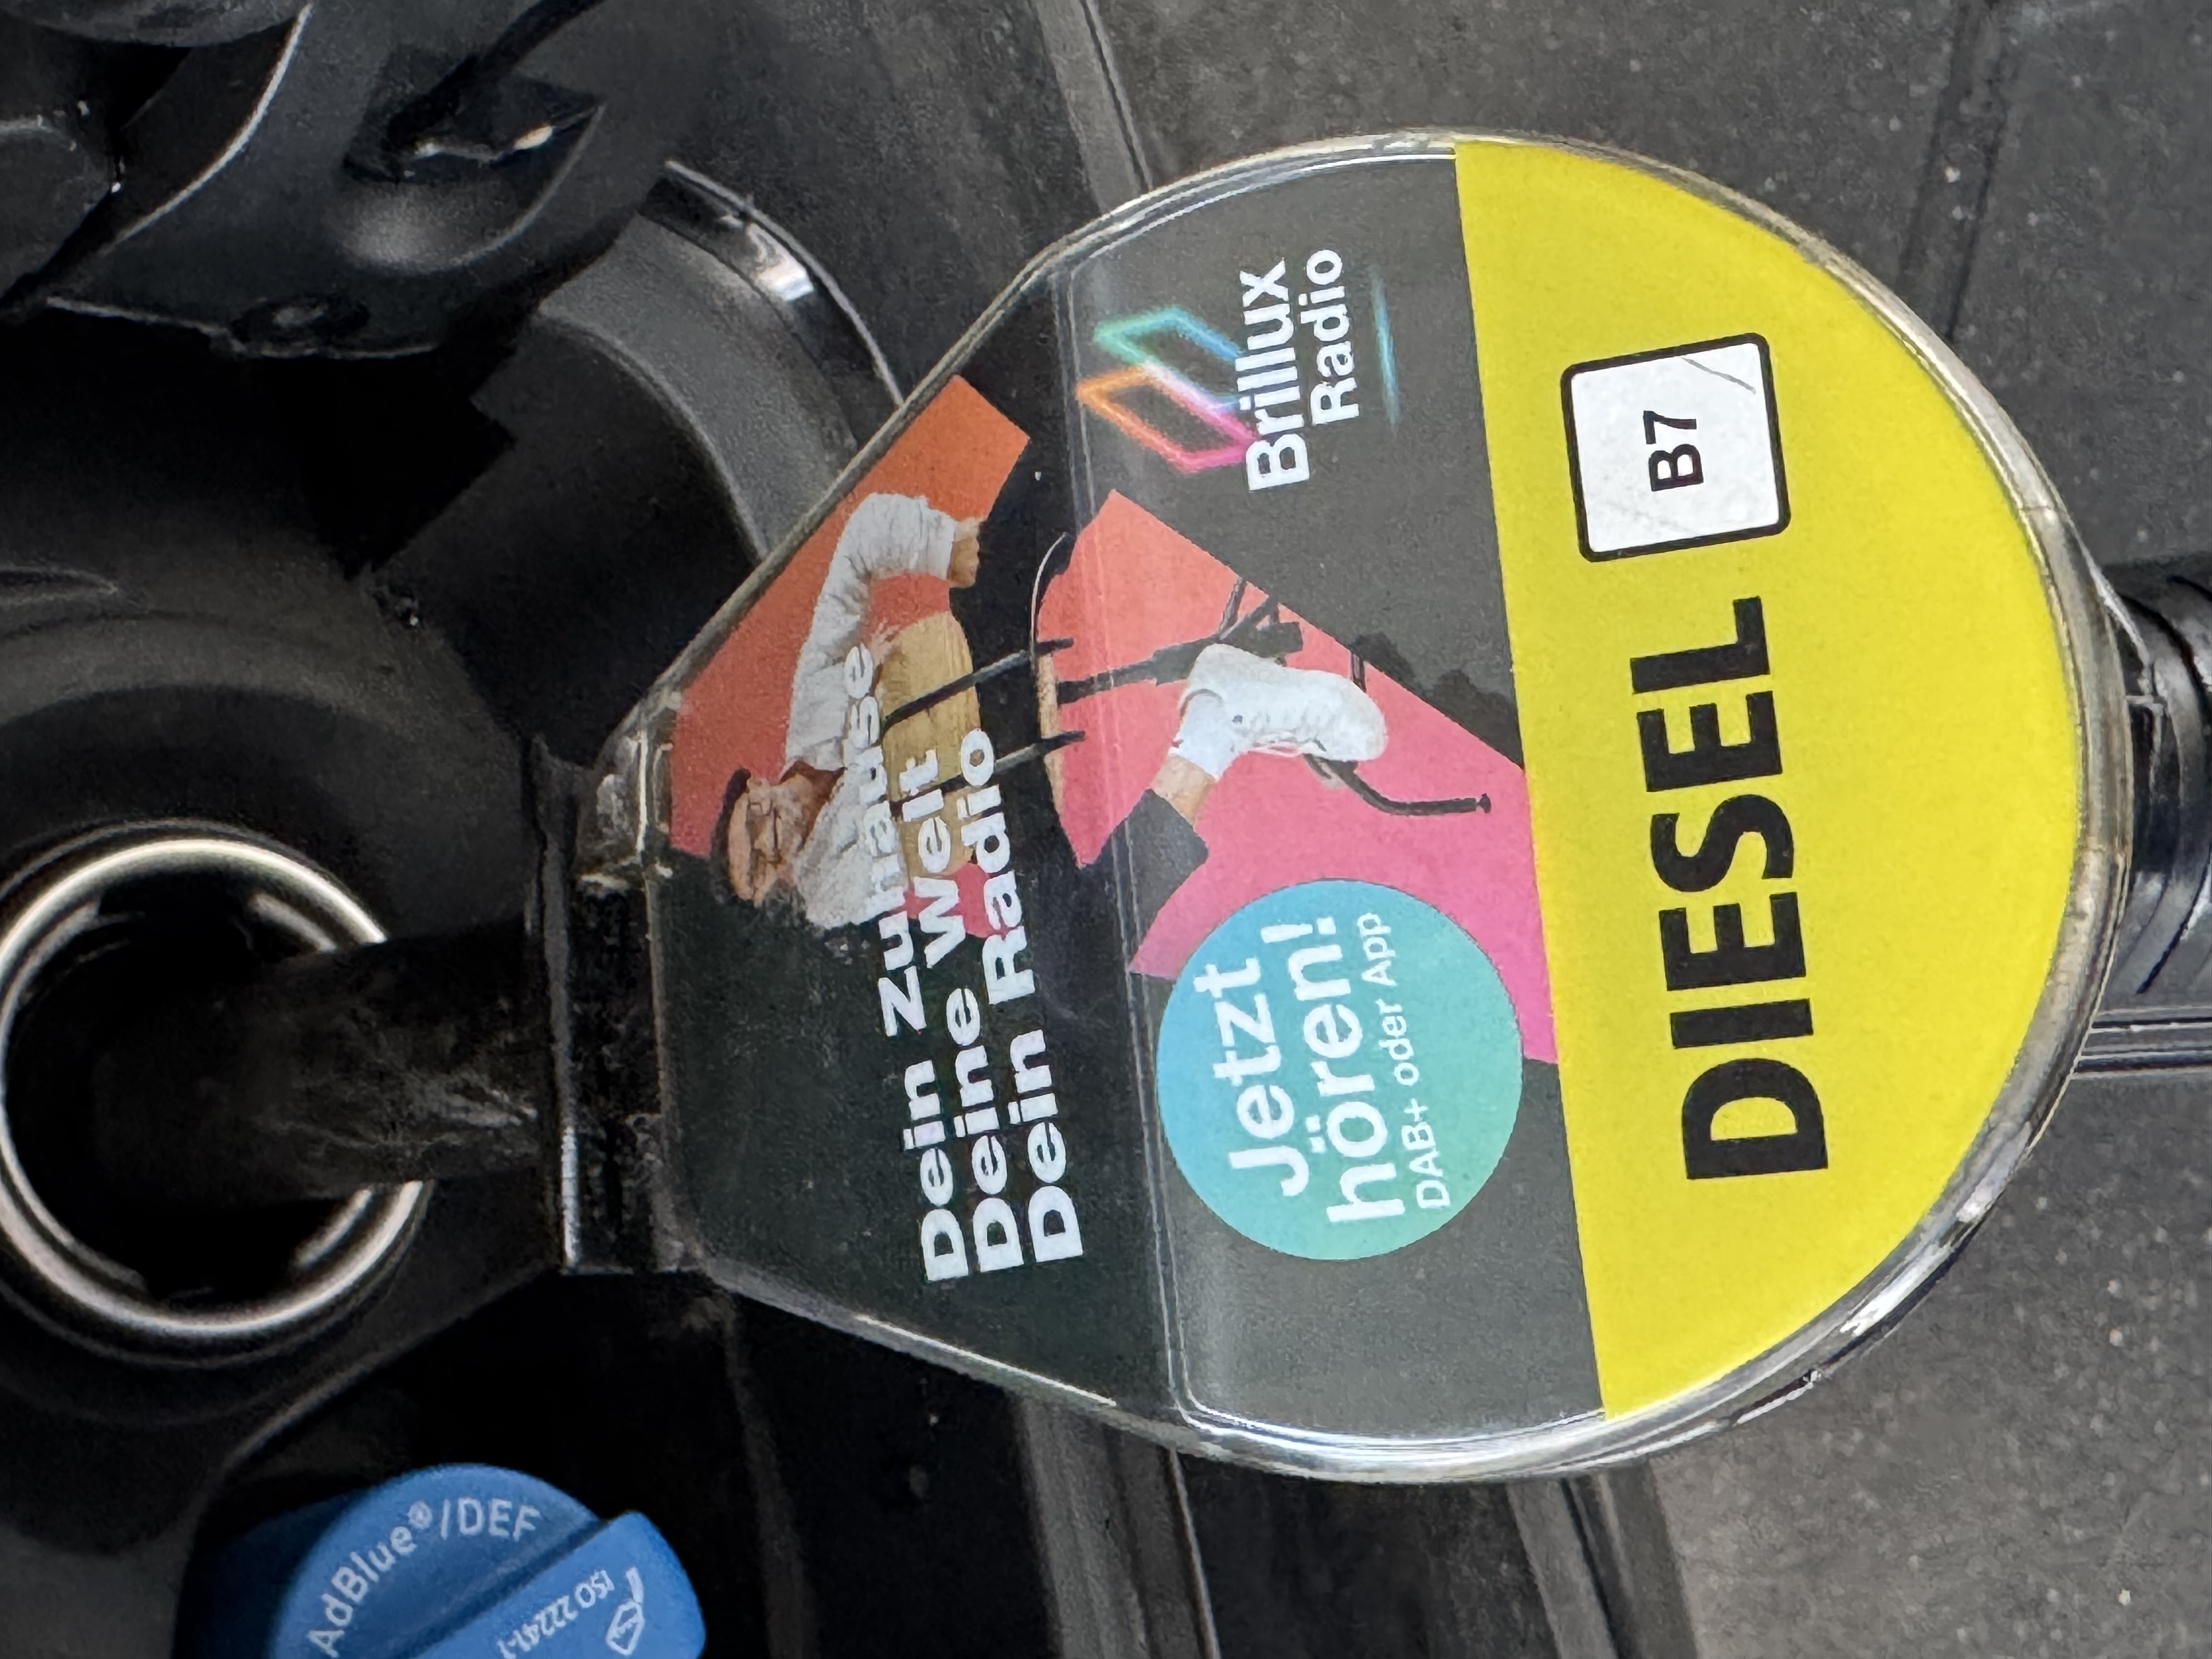 Dein Zuhause
Deine Welt
Dein Radio
Brillux
Radio
Jetzt
hören!
DAB+ oder App
DIESEL
B7
AdBlue®/DEF
ISO 22241-1